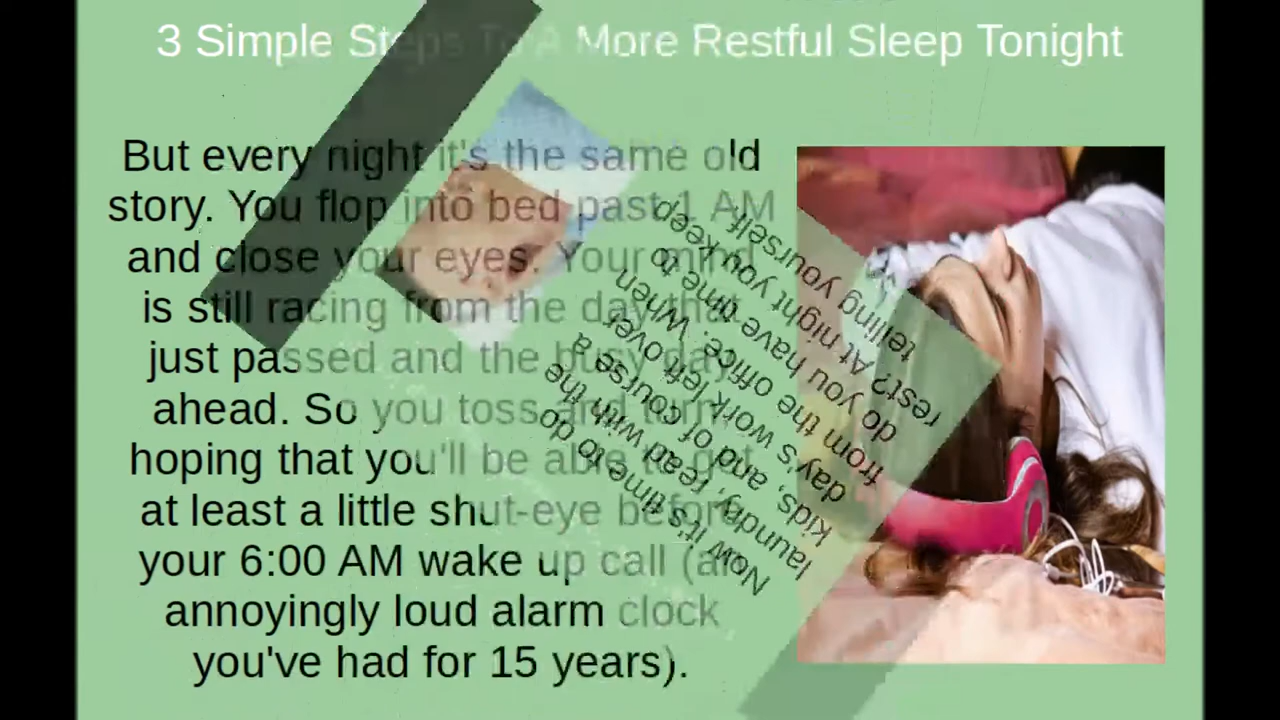 3 Simple Steps To A More Restful Sleep Tonight
But every night it's the same old
story. You flop into bed past 1 AM
and close your eyes. Your mind
is still racing from the day that
just passed and the busy day
ahead. So you toss and turn,
hoping that you'll be able to get
at least a little shut-eye before
your 6:00 AM wake up call (an
annoyingly loud alarm clock
you've had for 15 years).
Now it's time to do the
laundry, read with the
kids, and of course a
day's work left over
from the office. When
do you have time to
rest? At night you keep
telling yourself,